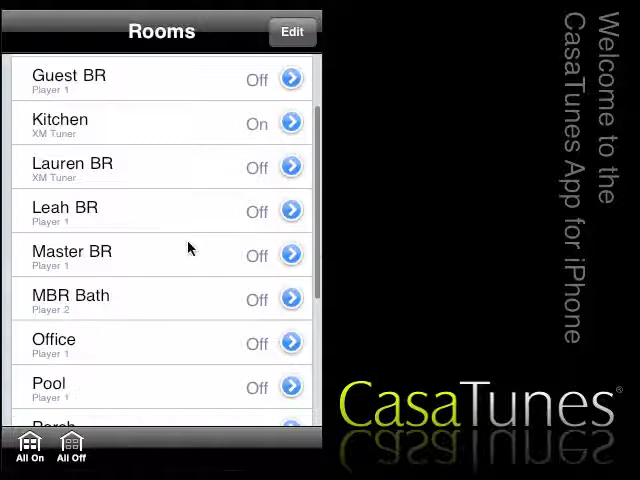 Rooms
Edit
Guest BR
Player 1
Off
Kitchen
XM Tuner
On
Lauren BR
XM Tuner
Off
Leah BR
Player 1
Off
Master BR
Player 1
Off
MBR Bath
Player 2
Off
Office
Player 1
Off
Pool
Player 1
Off
Porch
All On
All Off
Welcome to the
CasaTunes App for iPhone
CasaTunes®